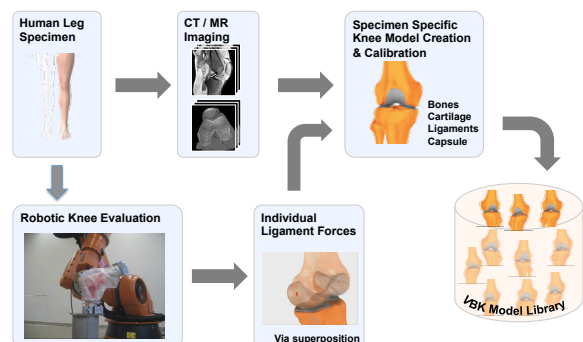 Human Leg
Specimen
CT / MR
Imaging
Specimen Specific
Knee Model Creation
& Calibration
Bones
Cartilage
Ligaments
Capsule
Robotic Knee Evaluation
Individual
Ligament Forces
Via superposition
VBK Model Library